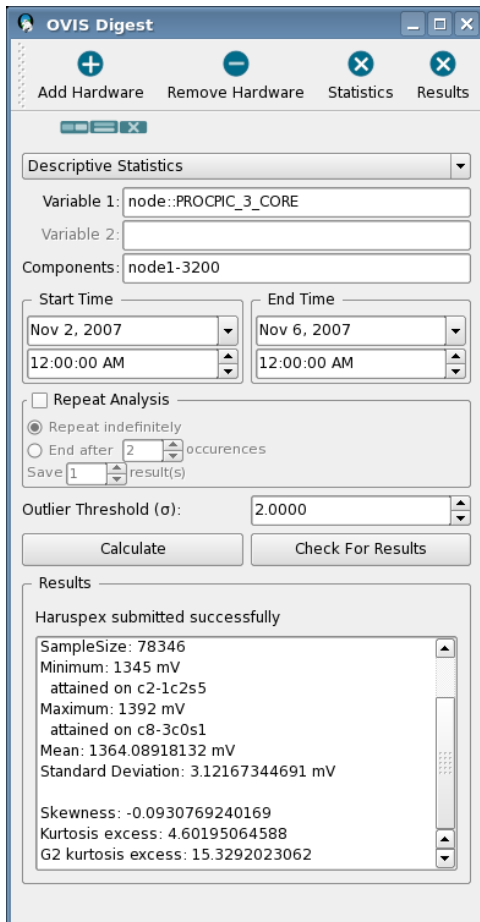 OVIS Digest
Add Hardware Remove Hardware Statistics Results
Descriptive Statistics
Variable 1: node::PROCPIC_3_CORE
Variable 2:
Components: node1-3200
Start Time End Time
Nov 2, 2007 Nov 6, 2007
12:00:00 AM 12:00:00 AM
Repeat Analysis
Repeat indefinitely
End after 2 occurences
Save 1 result(s)
Outlier Threshold (σ): 2.0000
Calculate Check For Results
Results
Haruspex submitted successfully
SampleSize: 78346
Minimum: 1345 mV
attained on c2-1c2s5
Maximum: 1392 mV
attained on c8-3c0s1
Mean: 1364.08918132 mV
Standard Deviation: 3.12167344691 mV
Skewness: -0.0930769240169
Kurtosis excess: 4.60195064588
G2 kurtosis excess: 15.3292023062